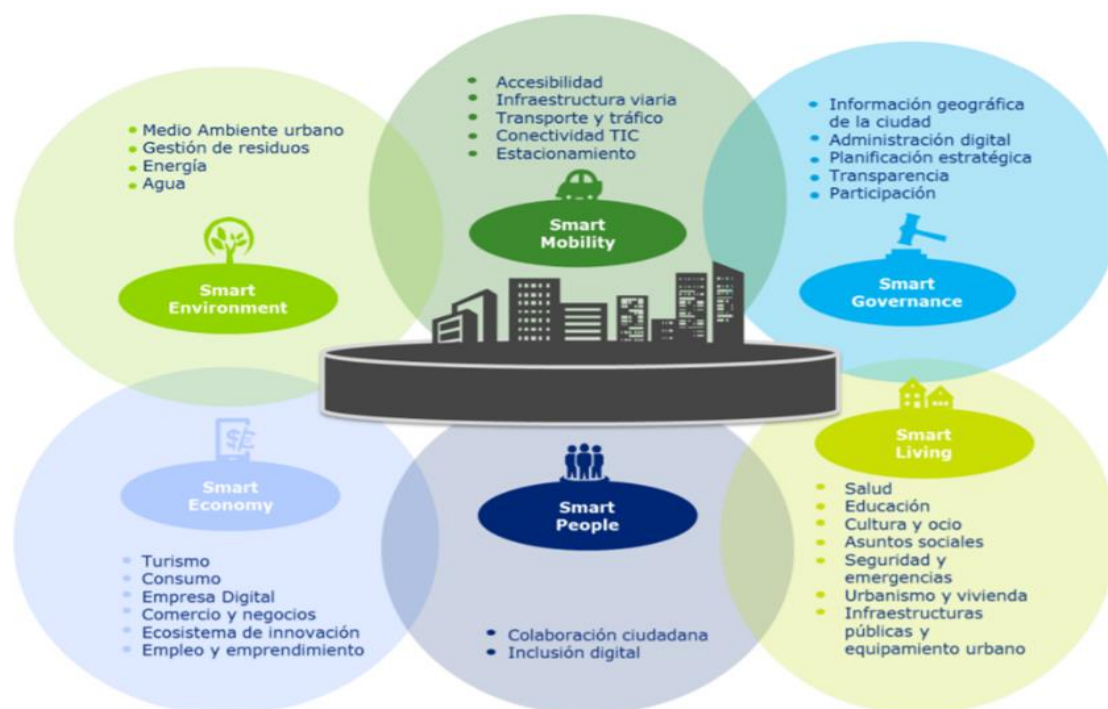 Medio Ambiente urbano
Gestión de residuos
Energía
Agua
Smart
Environment
Accesibilidad
Infraestructura viaria
Transporte y tráfico
Conectividad TIC
Estacionamiento
Smart
Mobility
Información geográfica
de la ciudad
Administración digital
Planificación estratégica
Transparencia
Participación
Smart
Governance
Smart
Economy
Turismo
Consumo
Empresa Digital
Comercio y negocios
Ecosistema de innovación
Empleo y emprendimiento
Smart
People
Colaboración ciudadana
Inclusión digital
Smart
Living
Salud
Educación
Cultura y ocio
Asuntos sociales
Seguridad y
emergencias
Urbanismo y vivienda
Infraestructuras
públicas y
equipamiento urbano